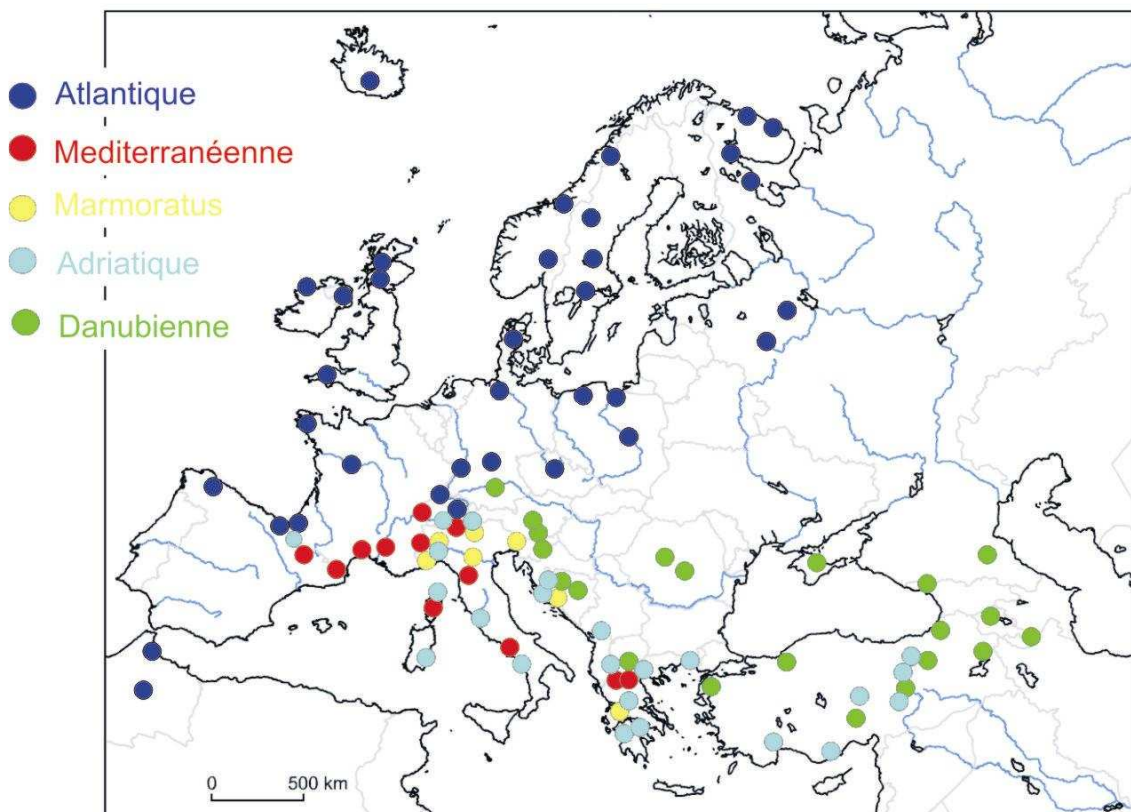 Atlantique
Mediterranéenne
Marmoratus
Adriatique
Danubienne
0 500 km